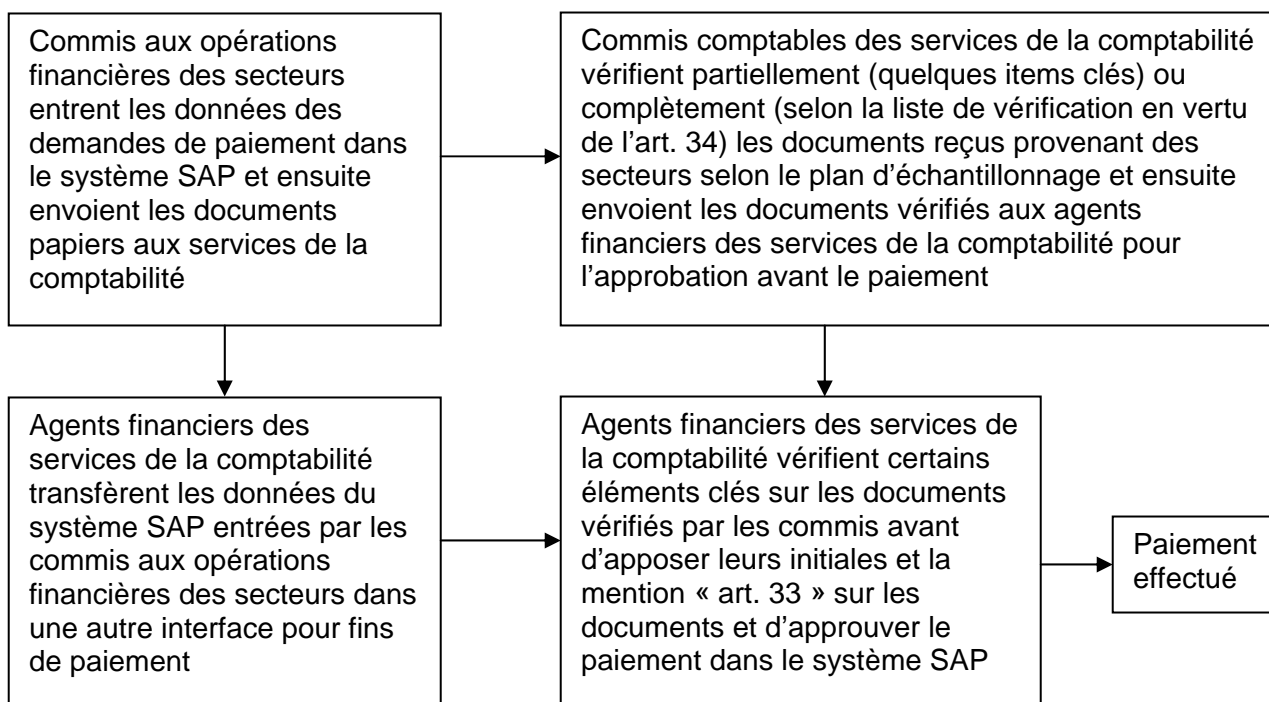 Commis aux opérations
financières des secteurs
entrent les données des
demandes de paiement dans
le système SAP et ensuite
envoient les documents
papiers aux services de la
comptabilité
Commis comptables des services de la comptabilité
vérifient partiellement (quelques items clés) ou
complètement (selon la liste de vérification en vertu
de l’art. 34) les documents reçus provenant des
secteurs selon le plan d’échantillonnage et ensuite
envoient les documents vérifiés aux agents
financiers des services de la comptabilité pour
l’approbation avant le paiement
Agents financiers des
services de la comptabilité
transfèrent les données du
système SAP entrées par les
commis aux opérations
financières des secteurs dans
une autre interface pour fins
de paiement
Agents financiers des services de
la comptabilité vérifient certains
éléments clés sur les documents
vérifiés par les commis avant
d’apposer leurs initiales et la
mention « art. 33 » sur les
documents et d’approuver le
paiement dans le système SAP
Paiement
effectué